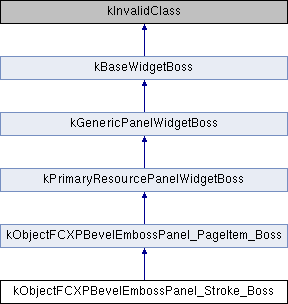 kInvalidClass
kBaseWidgetBoss
kGenericPanelWidgetBoss
kPrimaryResourcePanelWidgetBoss
kObjectFCXPBevelEmbossPanel_PageItem_Boss
kObjectFCXPBevelEmbossPanel_Stroke_Boss